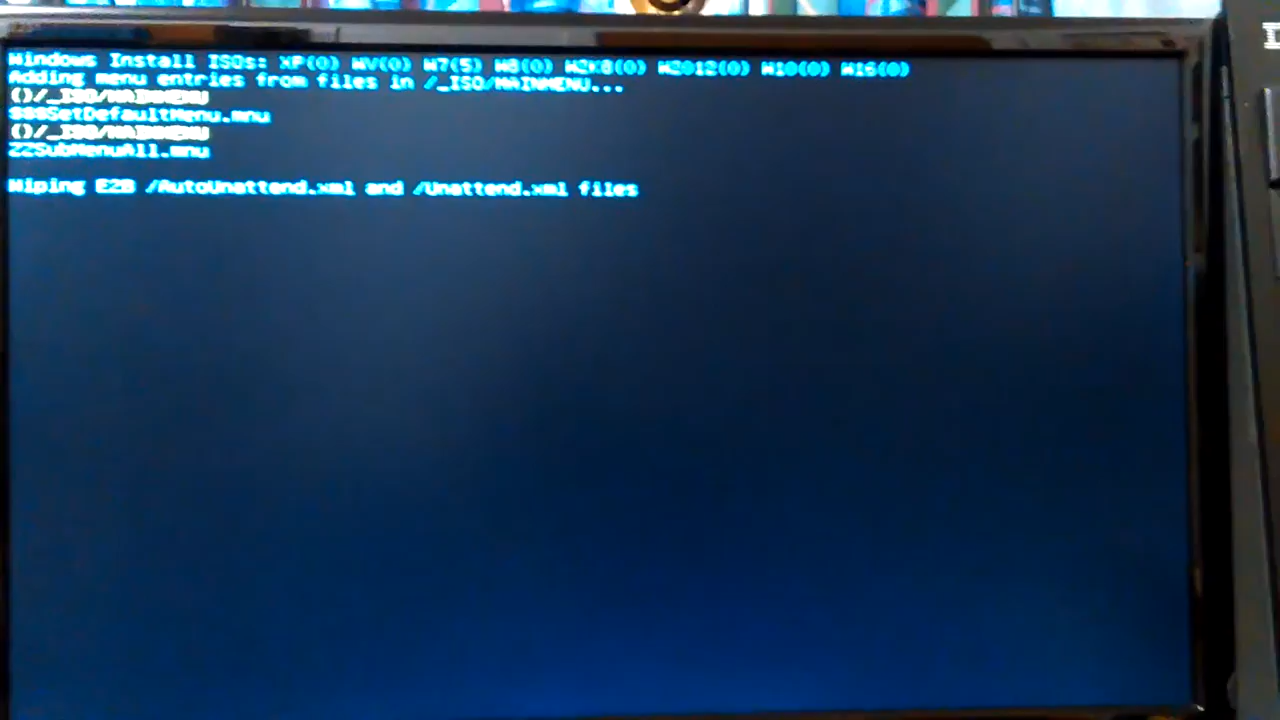 Windows Install ISOs: XP(0) WV(0) W7(5) W8(0) W2K8(0) W2012(0) W10(0) W16(0)
Adding menu entries from files in /_ISO/MAINMENU...
()/_ISO/MAINMENU
$$$SetDefaultMenu.mnu
()/_ISO/MAINMENU
ZZSubMenuAll.mnu
Wiping E2B /AutoUnattend.xml and /Unattend.xml files